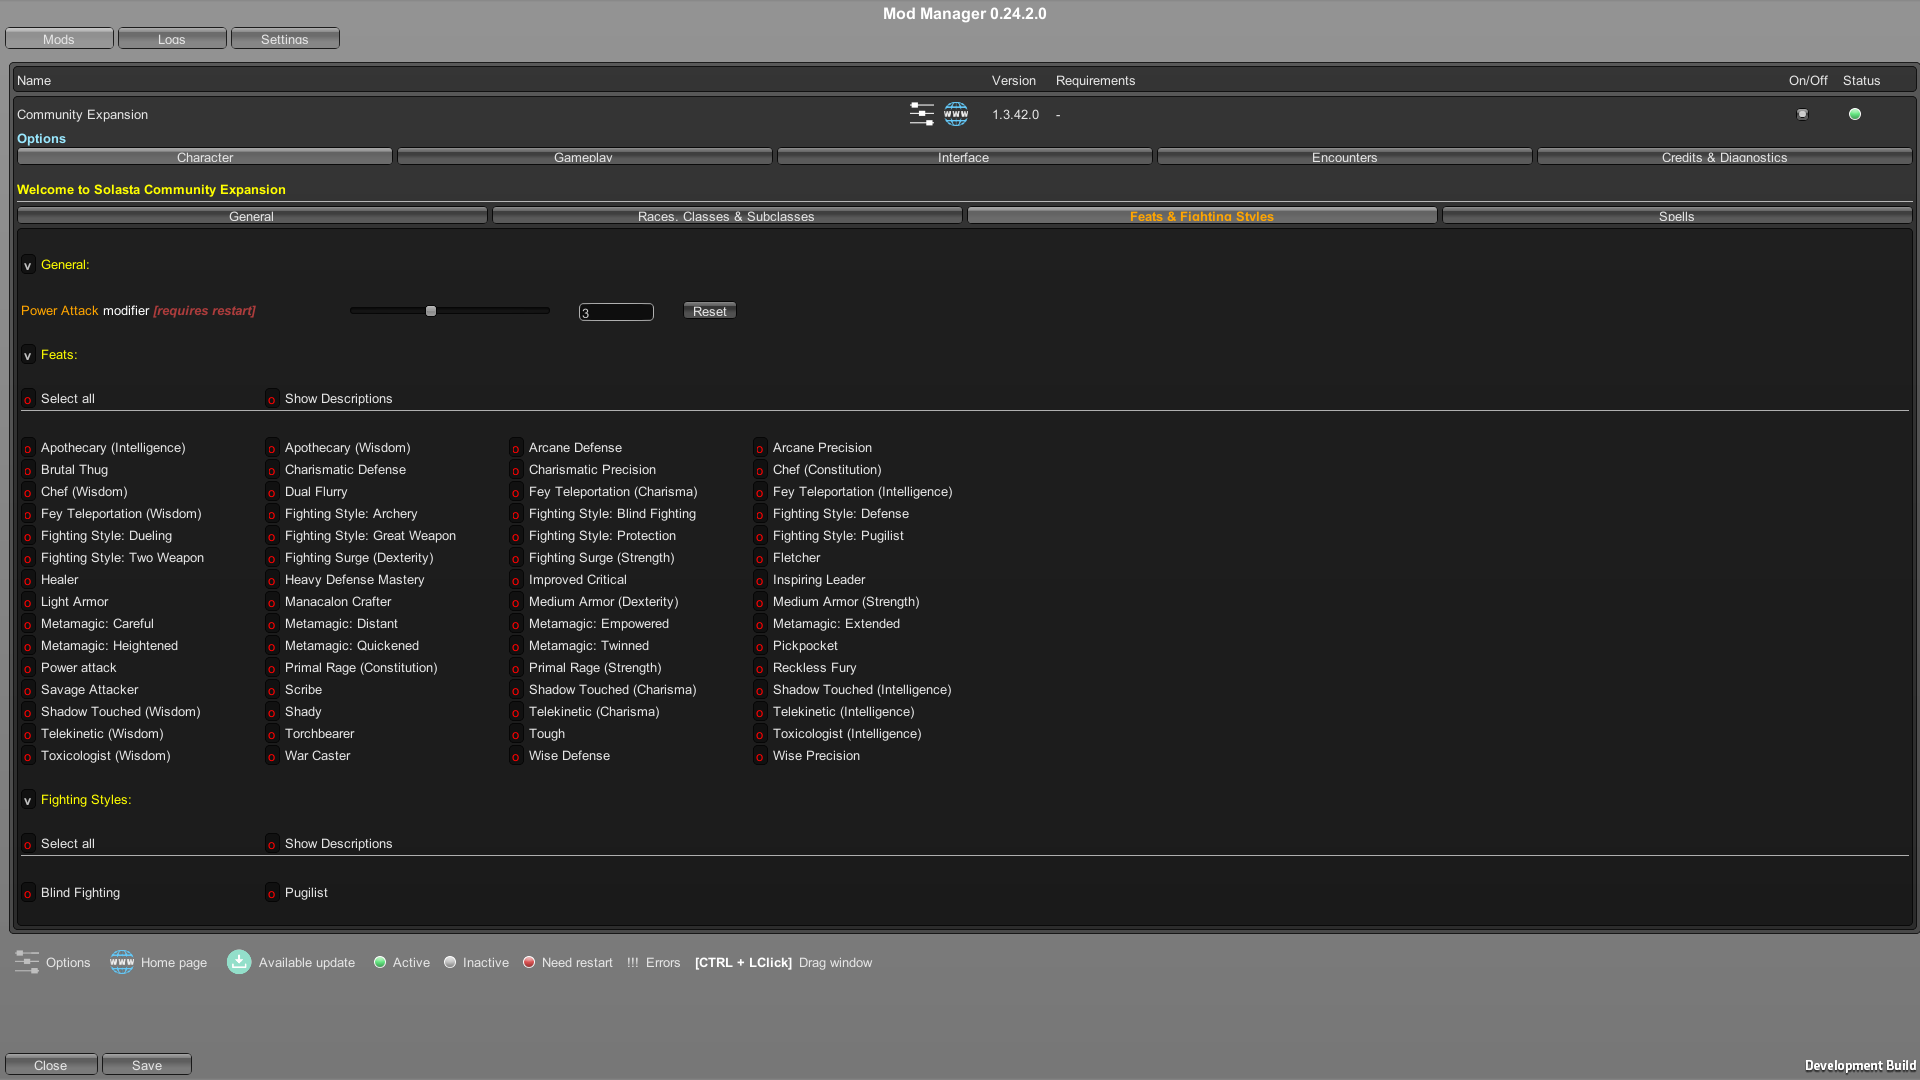 Mod Manager 0.24.2.0
Mods Logs Settings
Name Version Requirements On/Off Status
Community Expansion WWW 1.3.42.0 -
Options
Character Gameplay Interface Encounters Credits & Diagnostics
Welcome to Solasta Community Expansion
General Races, Classes & Subclasses Feats & Fighting Styles Spells
v General:
Power Attack modifier [requires restart] 3 Reset
v Feats:
o Select all o Show Descriptions
o Apothecary (Intelligence) o Apothecary (Wisdom) o Arcane Defense o Arcane Precision
o Brutal Thug o Charismatic Defense o Charismatic Precision o Chef (Constitution)
o Chef (Wisdom) o Dual Flurry o Fey Teleportation (Charisma) o Fey Teleportation (Intelligence)
o Fey Teleportation (Wisdom) o Fighting Style: Archery o Fighting Style: Blind Fighting o Fighting Style: Defense
o Fighting Style: Dueling o Fighting Style: Great Weapon o Fighting Style: Protection o Fighting Style: Pugilist
o Fighting Style: Two Weapon o Fighting Surge (Dexterity) o Fighting Surge (Strength) o Fletcher
o Healer o Heavy Defense Mastery o Improved Critical o Inspiring Leader
o Light Armor o Manacalon Crafter o Medium Armor (Dexterity) o Medium Armor (Strength)
o Metamagic: Careful o Metamagic: Distant o Metamagic: Empowered o Metamagic: Extended
o Metamagic: Heightened o Metamagic: Quickened o Metamagic: Twinned o Pickpocket
o Power attack o Primal Rage (Constitution) o Primal Rage (Strength) o Reckless Fury
o Savage Attacker o Scribe o Shadow Touched (Charisma) o Shadow Touched (Intelligence)
o Shadow Touched (Wisdom) o Shady o Telekinetic (Charisma) o Telekinetic (Intelligence)
o Telekinetic (Wisdom) o Torchbearer o Tough o Toxicologist (Intelligence)
o Toxicologist (Wisdom) o War Caster o Wise Defense o Wise Precision
v Fighting Styles:
o Select all o Show Descriptions
o Blind Fighting o Pugilist
Options WWW Home page Available update Active Inactive Need restart !!! Errors [CTRL + LClick] Drag window
Close Save Development Build